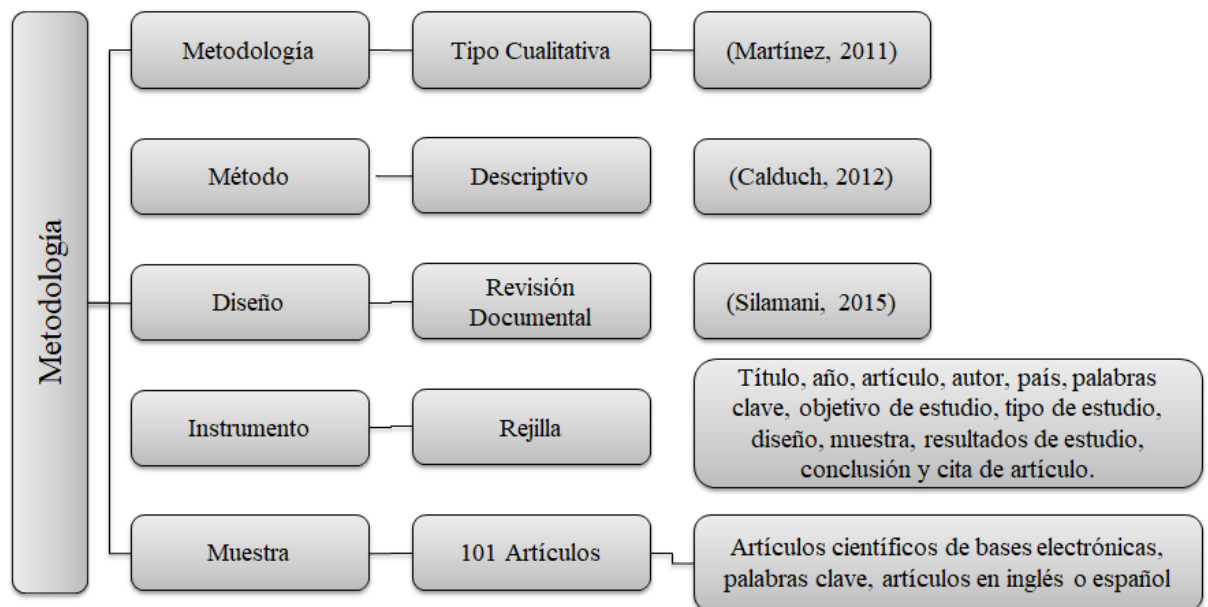 Metodología
Metodología
Tipo Cualitativa
(Martínez, 2011)
Método
Descriptivo
(Calduch, 2012)
Diseño
Revisión
Documental
(Silamani, 2015)
Instrumento
Rejilla
Título, año, artículo, autor, país, palabras
clave, objetivo de estudio, tipo de estudio,
diseño, muestra, resultados de estudio,
conclusión y cita de artículo.
Muestra
101 Artículos
Artículos científicos de bases electrónicas,
palabras clave, artículos en inglés o español